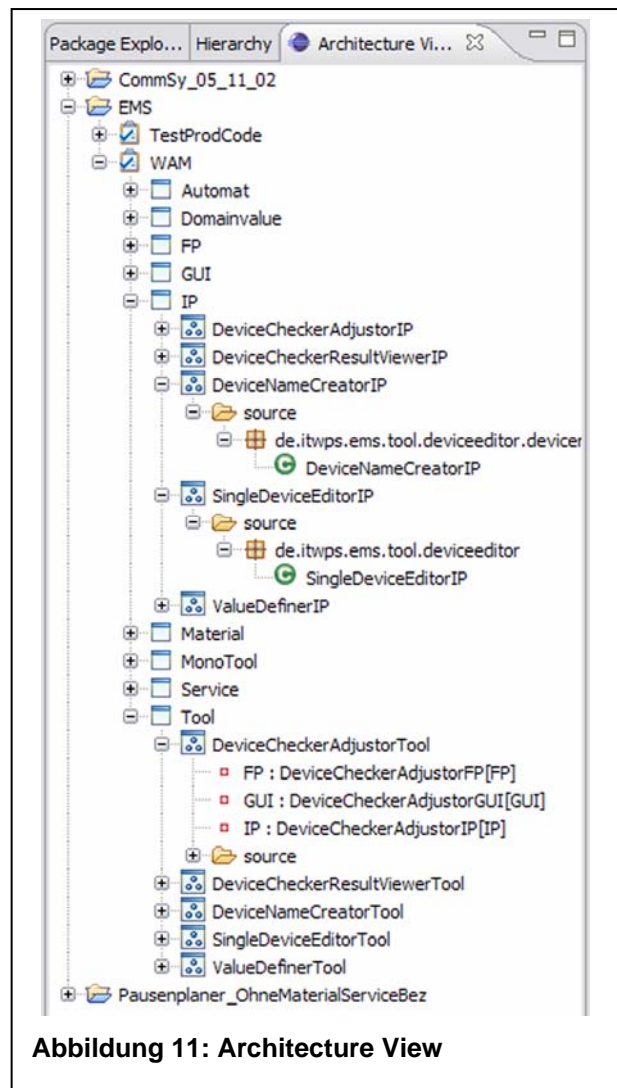 Package Explo... Hierarchy Architecture Vi...
CommSy_05_11_02
EMS
TestProdCode
WAM
Automat
Domainvalue
FP
GUI
IP
DeviceCheckerAdjustorIP
DeviceCheckerResultViewerIP
DeviceNameCreatorIP
source
de.itwps.ems.tool.deviceeditor.devicer
DeviceNameCreatorIP
SingleDeviceEditorIP
source
de.itwps.ems.tool.deviceeditor
SingleDeviceEditorIP
ValueDefinerIP
Material
MonoTool
Service
Tool
DeviceCheckerAdjustorTool
FP : DeviceCheckerAdjustorFP[FP]
GUI : DeviceCheckerAdjustorGUI[GUI]
IP : DeviceCheckerAdjustorIP[IP]
source
DeviceCheckerResultViewerTool
DeviceNameCreatorTool
SingleDeviceEditorTool
ValueDefinerTool
Pausenplaner_OhneMaterialServiceBez
Abbildung 11: Architecture View